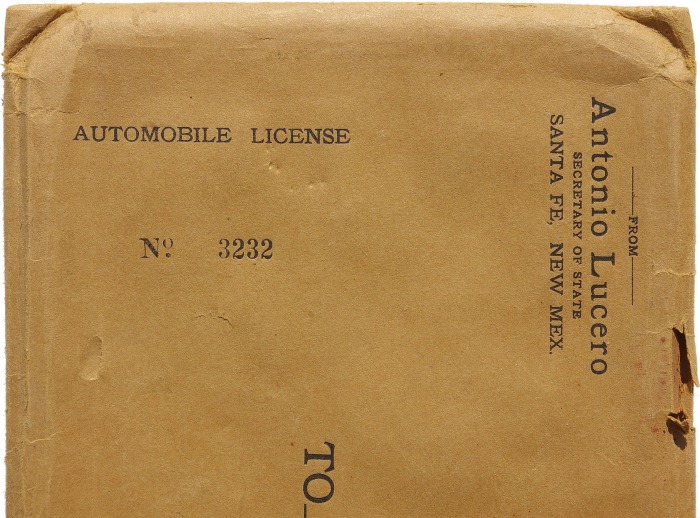 AUTOMOBILE LICENSE
Nº 3232
FROM
Antonio Lucero
SECRETARY OF STATE
SANTA FE, NEW MEX.
TO